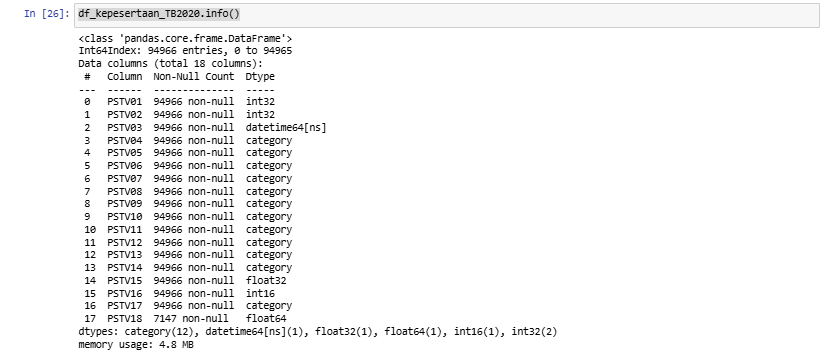 In [26]: df_kepesertaan_TB2020.info()
<class 'pandas.core.frame.DataFrame'>
Int64Index: 94966 entries, 0 to 94965
Data columns (total 18 columns):
 #   Column  Non-Null Count  Dtype
---  ------  --------------  -----
 0   PSTV01  94966 non-null  int32
 1   PSTV02  94966 non-null  int32
 2   PSTV03  94966 non-null  datetime64[ns]
 3   PSTV04  94966 non-null  category
 4   PSTV05  94966 non-null  category
 5   PSTV06  94966 non-null  category
 6   PSTV07  94966 non-null  category
 7   PSTV08  94966 non-null  category
 8   PSTV09  94966 non-null  category
 9   PSTV10  94966 non-null  category
 10  PSTV11  94966 non-null  category
 11  PSTV12  94966 non-null  category
 12  PSTV13  94966 non-null  category
 13  PSTV14  94966 non-null  category
 14  PSTV15  94966 non-null  float32
 15  PSTV16  94966 non-null  int16
 16  PSTV17  94966 non-null  category
 17  PSTV18  7147 non-null   float64
dtypes: category(12), datetime64[ns](1), float32(1), float64(1), int16(1), int32(2)
memory usage: 4.8 MB